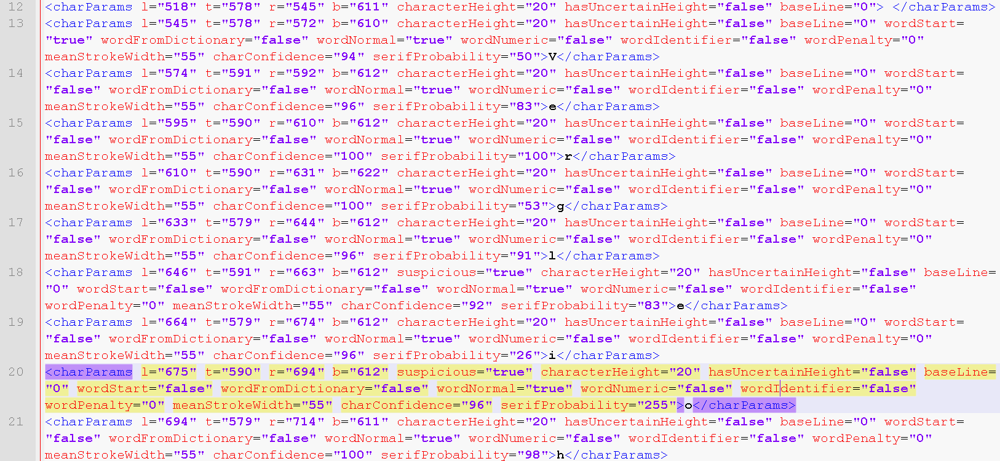 12 <charParams l="518" t="578" r="545" b="611" characterHeight="20" hasUncertainHeight="false" baseLine="0"> </charParams>
13 <charParams l="545" t="578" r="572" b="610" characterHeight="20" hasUncertainHeight="false" baseLine="0" wordStart=
"true" wordFromDictionary="false" wordNormal="true" wordNumeric="false" wordIdentifier="false" wordPenalty="0"
meanStrokeWidth="55" charConfidence="94" serifProbability="50">V</charParams>
14 <charParams l="574" t="591" r="592" b="612" characterHeight="20" hasUncertainHeight="false" baseLine="0" wordStart=
"false" wordFromDictionary="false" wordNormal="true" wordNumeric="false" wordIdentifier="false" wordPenalty="0"
meanStrokeWidth="55" charConfidence="96" serifProbability="83">e</charParams>
15 <charParams l="595" t="590" r="610" b="612" characterHeight="20" hasUncertainHeight="false" baseLine="0" wordStart=
"false" wordFromDictionary="false" wordNormal="true" wordNumeric="false" wordIdentifier="false" wordPenalty="0"
meanStrokeWidth="55" charConfidence="100" serifProbability="100">r</charParams>
16 <charParams l="610" t="590" r="631" b="622" characterHeight="20" hasUncertainHeight="false" baseLine="0" wordStart=
"false" wordFromDictionary="false" wordNormal="true" wordNumeric="false" wordIdentifier="false" wordPenalty="0"
meanStrokeWidth="55" charConfidence="100" serifProbability="53">g</charParams>
17 <charParams l="633" t="579" r="644" b="612" characterHeight="20" hasUncertainHeight="false" baseLine="0" wordStart=
"false" wordFromDictionary="false" wordNormal="true" wordNumeric="false" wordIdentifier="false" wordPenalty="0"
meanStrokeWidth="55" charConfidence="96" serifProbability="91">l</charParams>
18 <charParams l="646" t="591" r="663" b="612" suspicious="true" characterHeight="20" hasUncertainHeight="false" baseLine=
"0" wordStart="false" wordFromDictionary="false" wordNormal="true" wordNumeric="false" wordIdentifier="false"
wordPenalty="0" meanStrokeWidth="55" charConfidence="92" serifProbability="83">e</charParams>
19 <charParams l="664" t="579" r="674" b="612" characterHeight="20" hasUncertainHeight="false" baseLine="0" wordStart=
"false" wordFromDictionary="false" wordNormal="true" wordNumeric="false" wordIdentifier="false" wordPenalty="0"
meanStrokeWidth="55" charConfidence="96" serifProbability="26">i</charParams>
20 <charParams l="675" t="590" r="694" b="612" suspicious="true" characterHeight="20" hasUncertainHeight="false" baseLine=
"0" wordStart="false" wordFromDictionary="false" wordNormal="true" wordNumeric="false" wordIdentifier="false"
wordPenalty="0" meanStrokeWidth="55" charConfidence="96" serifProbability="255">o</charParams>
21 <charParams l="694" t="579" r="714" b="611" characterHeight="20" hasUncertainHeight="false" baseLine="0" wordStart=
"false" wordFromDictionary="false" wordNormal="true" wordNumeric="false" wordIdentifier="false" wordPenalty="0"
meanStrokeWidth="55" charConfidence="100" serifProbability="98">h</charParams>